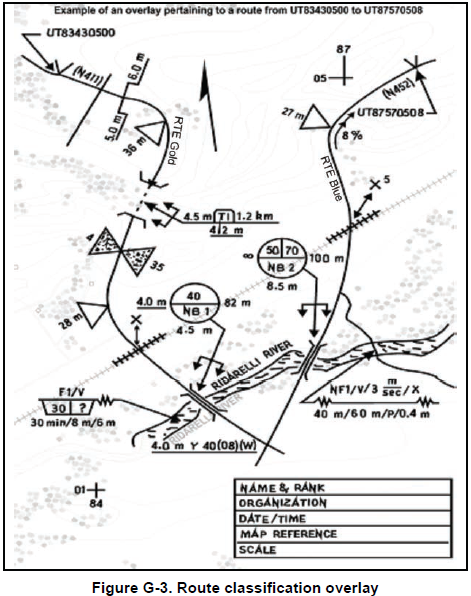 Example of an overlay pertaining to a route from UT83430500 to UT87570508
UT83430500
87
05
(N411)
6.0 m
5.0 m
(N452)
27 m
UT87570508
8 %
36 m
RTE Gold
RTE Blue
5
X
4.5 m T1 1.2 km
4.2 m
4
35
50 70
∞ NB 2 100 m
8.5 m
28 m
40
4.0 m NB 1 82 m
4.5 m
X
RIDARELLI RIVER
F1/V
30 ?
30 min/8 m/6 m
RIDARELLI RIVER
NF1/V/3 m/sec/X
40 m/60 m/P/0.4 m
4.0 m Y 40(08)(W)
01
84
NAME & RANK
ORGANIZATION
DATE/TIME
MAP REFERENCE
SCALE
Figure G-3. Route classification overlay